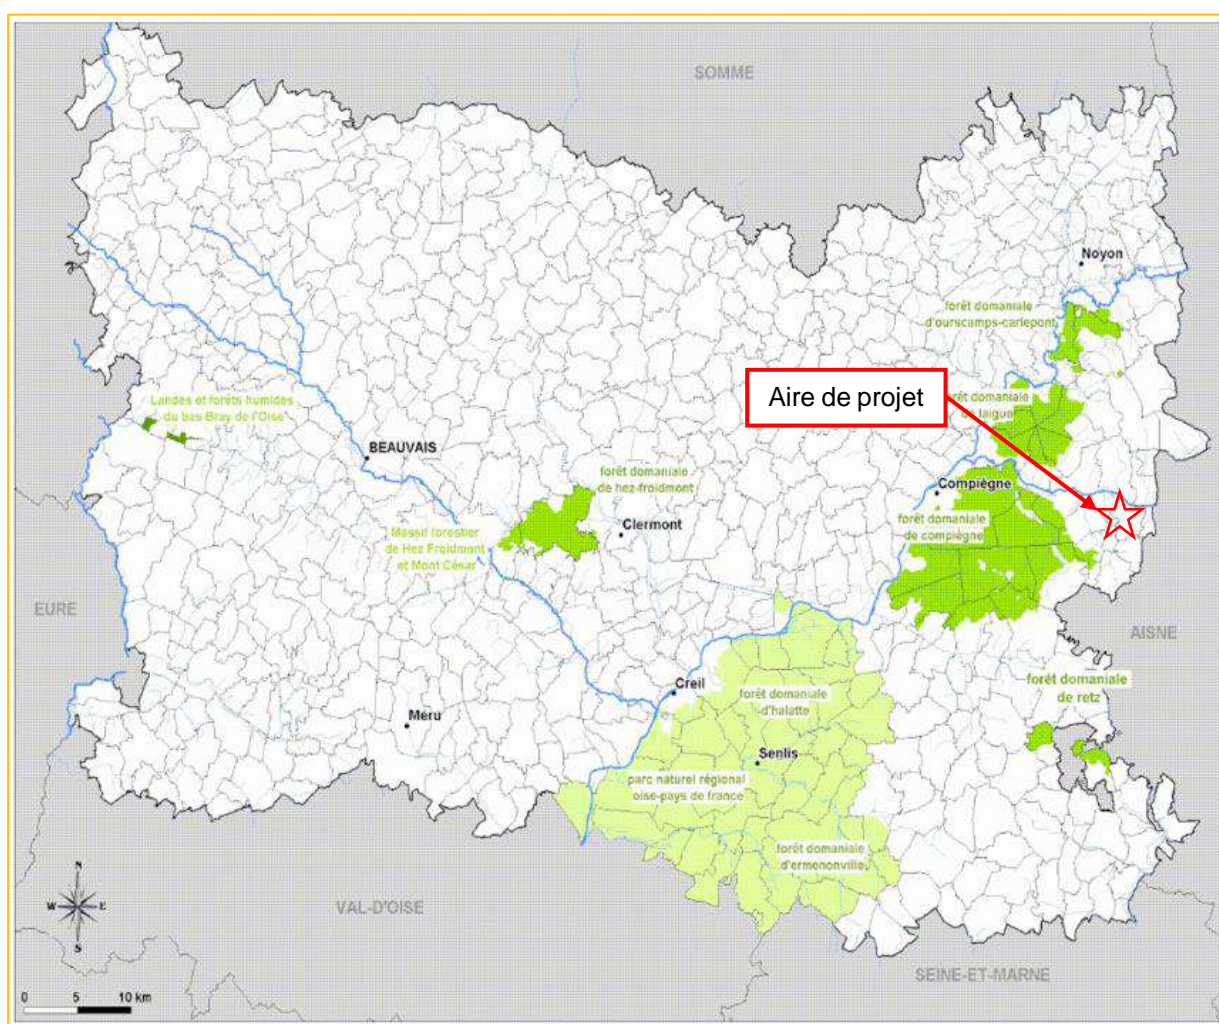 SOMME
Noyon
forêt domaniale
d'ourscamps-carlepont
Aire de projet
forêt domaniale
de laigue
Landes et forêts humides
du bas Bray de l'Oise
BEAUVAIS
forêt domaniale
de hez-froidmont
Compiègne
forêt domaniale
de compiègne
Clermont
Massif forestier
de Hez Froidmont
et Mont César
EURE
AISNE
forêt domaniale
de retz
Creil
forêt domaniale
d'halatte
Méru
Senlis
parc naturel régional
oise-pays de france
forêt domaniale
d'ermenonville
N
W E
S
VAL-D'OISE
SEINE-ET-MARNE
0 5 10 km